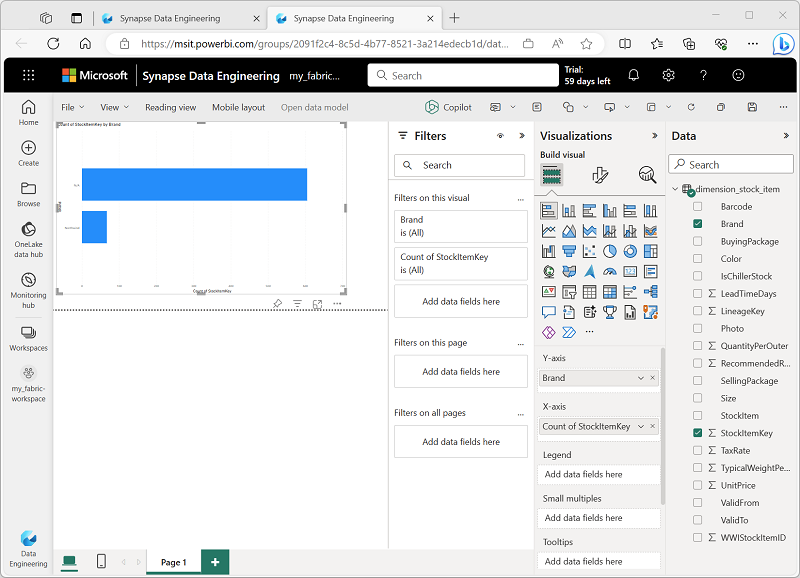 Synapse Data Engineering
Synapse Data Engineering
https://msit.powerbi.com/groups/2091f2c4-8c5d-4b77-8521-3a214edecb1d/dat...
Microsoft
Synapse Data Engineering
my_fabric...
Search
Trial:
59 days left
Home
Create
Browse
OneLake
data hub
Monitoring
hub
Workspaces
my_fabric-
workspace
Data
Engineering
File
View
Reading view
Mobile layout
Open data model
Copilot
Count of StockItemKey by Brand
Count of StockItemKey
Page 1
Filters
Search
Filters on this visual
Brand
is (All)
Count of StockItemKey
is (All)
Add data fields here
Filters on this page
Add data fields here
Filters on all pages
Add data fields here
Visualizations
Build visual
Y-axis
Brand
X-axis
Count of StockItemKey
Legend
Add data fields here
Small multiples
Add data fields here
Tooltips
Add data fields here
Data
Search
dimension_stock_item
Barcode
Brand
BuyingPackage
Color
IsChillerStock
LeadTimeDays
LineageKey
Photo
QuantityPerOuter
RecommendedR...
SellingPackage
Size
StockItem
StockItemKey
TaxRate
TypicalWeightPe...
UnitPrice
ValidFrom
ValidTo
WWIStockItemID